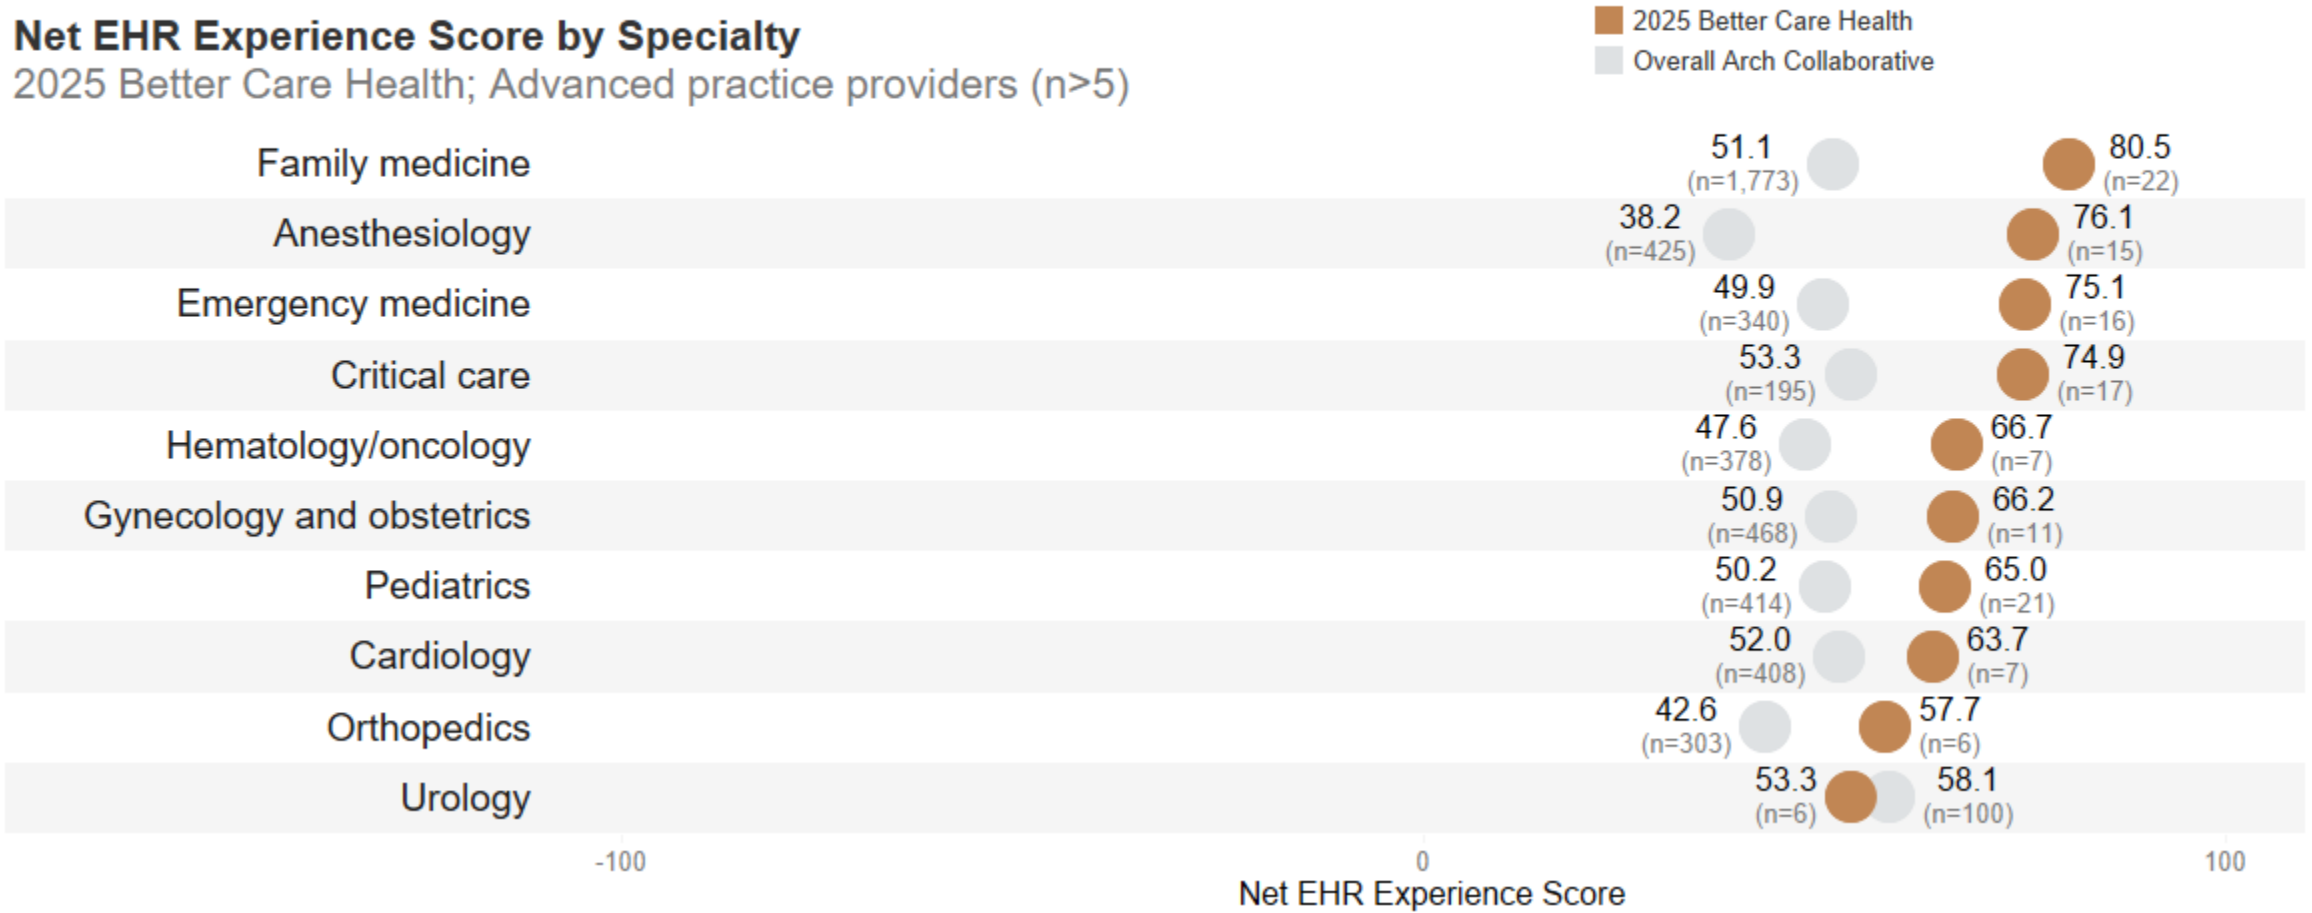 Net EHR Experience Score by Specialty
2025 Better Care Health; Advanced practice providers (n>5)
2025 Better Care Health
Overall Arch Collaborative
Family medicine
51.1
(n=1,773)
80.5
(n=22)
Anesthesiology
38.2
(n=425)
76.1
(n=15)
Emergency medicine
49.9
(n=340)
75.1
(n=16)
Critical care
53.3
(n=195)
74.9
(n=17)
Hematology/oncology
47.6
(n=378)
66.7
(n=7)
Gynecology and obstetrics
50.9
(n=468)
66.2
(n=11)
Pediatrics
50.2
(n=414)
65.0
(n=21)
Cardiology
52.0
(n=408)
63.7
(n=7)
Orthopedics
42.6
(n=303)
57.7
(n=6)
Urology
53.3
(n=6)
58.1
(n=100)
-100 0 100
Net EHR Experience Score